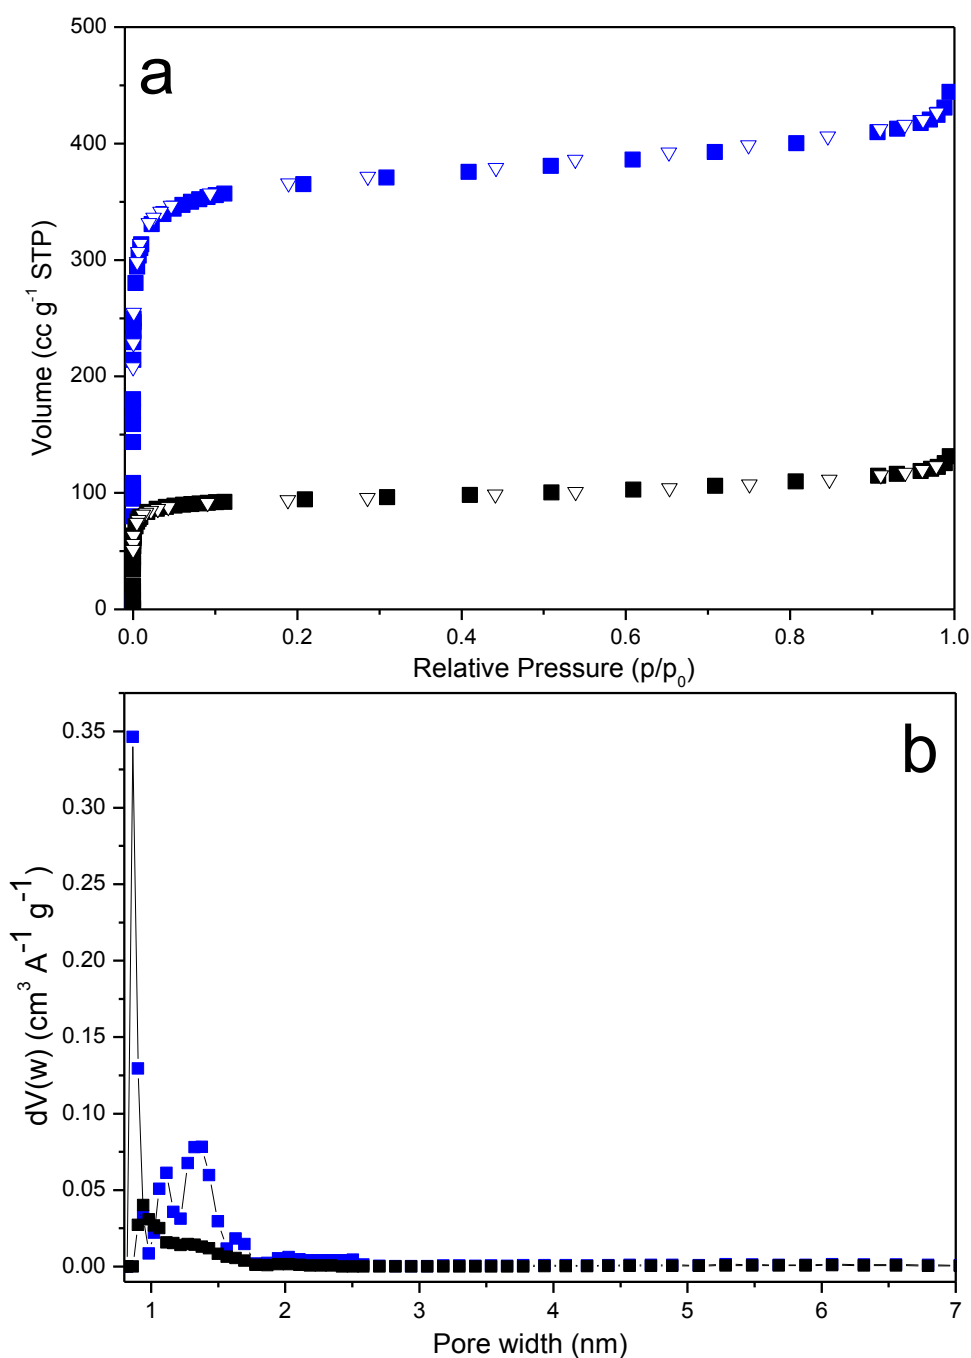 a
500
400
300
200
100
0
Volume (cc g⁻¹ STP)
0.0 0.2 0.4 0.6 0.8 1.0
Relative Pressure (p/p₀)
b
0.35
0.30
0.25
0.20
0.15
0.10
0.05
0.00
dV(w) (cm³ A⁻¹ g⁻¹)
1 2 3 4 5 6 7
Pore width (nm)